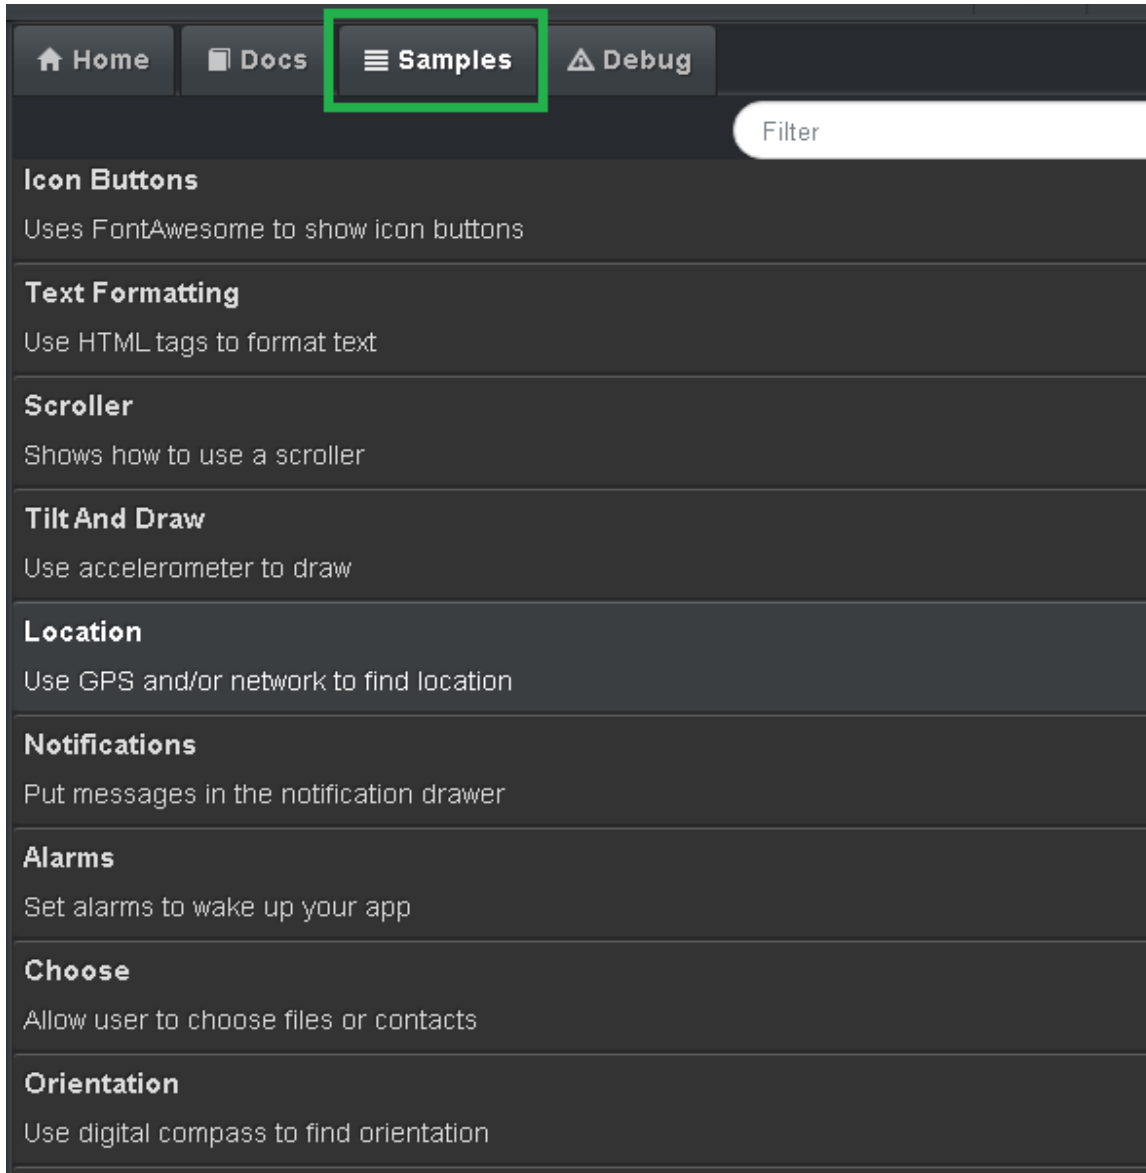 Home Docs Samples Debug
Filter
Icon Buttons
Uses FontAwesome to show icon buttons
Text Formatting
Use HTML tags to format text
Scroller
Shows how to use a scroller
Tilt And Draw
Use accelerometer to draw
Location
Use GPS and/or network to find location
Notifications
Put messages in the notification drawer
Alarms
Set alarms to wake up your app
Choose
Allow user to choose files or contacts
Orientation
Use digital compass to find orientation